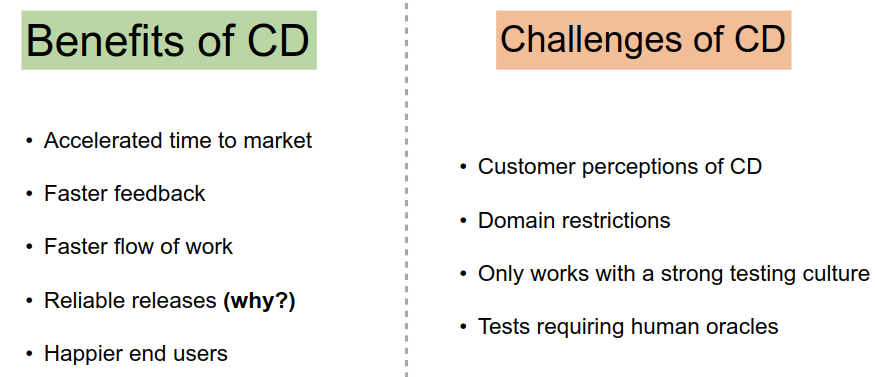 Benefits of CD
• Accelerated time to market
• Faster feedback
• Faster flow of work
• Reliable releases (why?)
• Happier end users
Challenges of CD
• Customer perceptions of CD
• Domain restrictions
• Only works with a strong testing culture
• Tests requiring human oracles